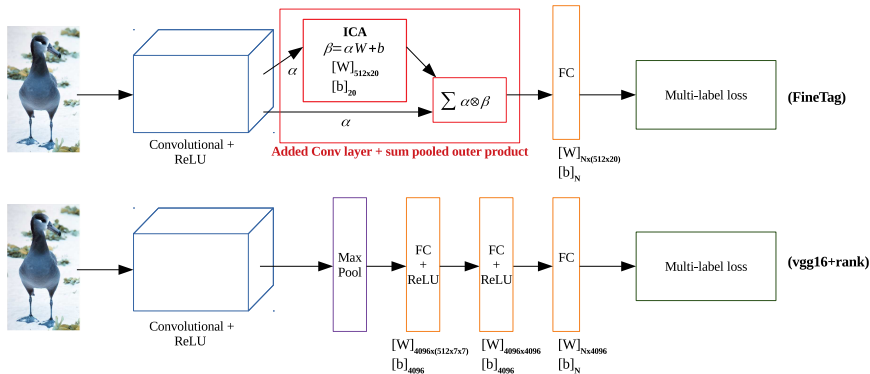 ICA
β=αW+b
[W]512x20
[b]20
α
α
∑ α⊗β
Convolutional +
ReLU
Added Conv layer + sum pooled outer product
FC
[W]Nx(512x20)
[b]N
Multi-label loss
(FineTag)
Convolutional +
ReLU
Max
Pool
FC
+
ReLU
[W]4096x(512x7x7)
[b]4096
FC
+
ReLU
[W]4096x4096
[b]4096
FC
[W]Nx4096
[b]N
Multi-label loss
(vgg16+rank)